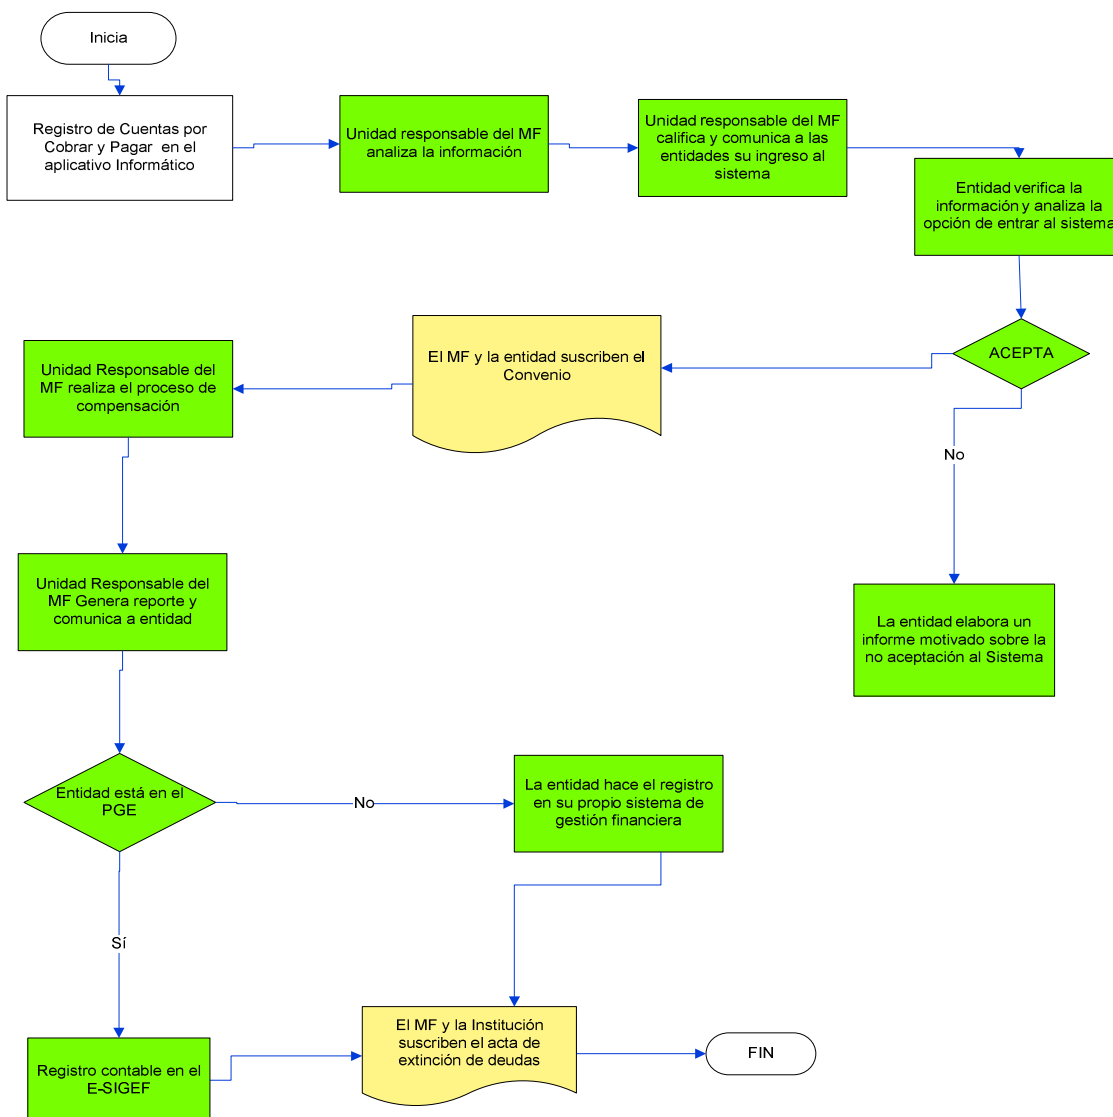 Inicia
Registro de Cuentas por
Cobrar y Pagar en el
aplicativo Informático
Unidad responsable del MF
analiza la información
Unidad responsable del MF
califica y comunica a las
entidades su ingreso al
sistema
Entidad verifica la
información y analiza la
opción de entrar al sistema
ACEPTA
El MF y la entidad suscriben el
Convenio
Unidad Responsable del
MF realiza el proceso de
compensación
No
Unidad Responsable del
MF Genera reporte y
comunica a entidad
La entidad elabora un
informe motivado sobre la
no aceptación al Sistema
Entidad está en el
PGE
No
La entidad hace el registro
en su propio sistema de
gestión financiera
Sí
Registro contable en el
E-SIGEF
El MF y la Institución
suscriben el acta de
extinción de deudas
FIN